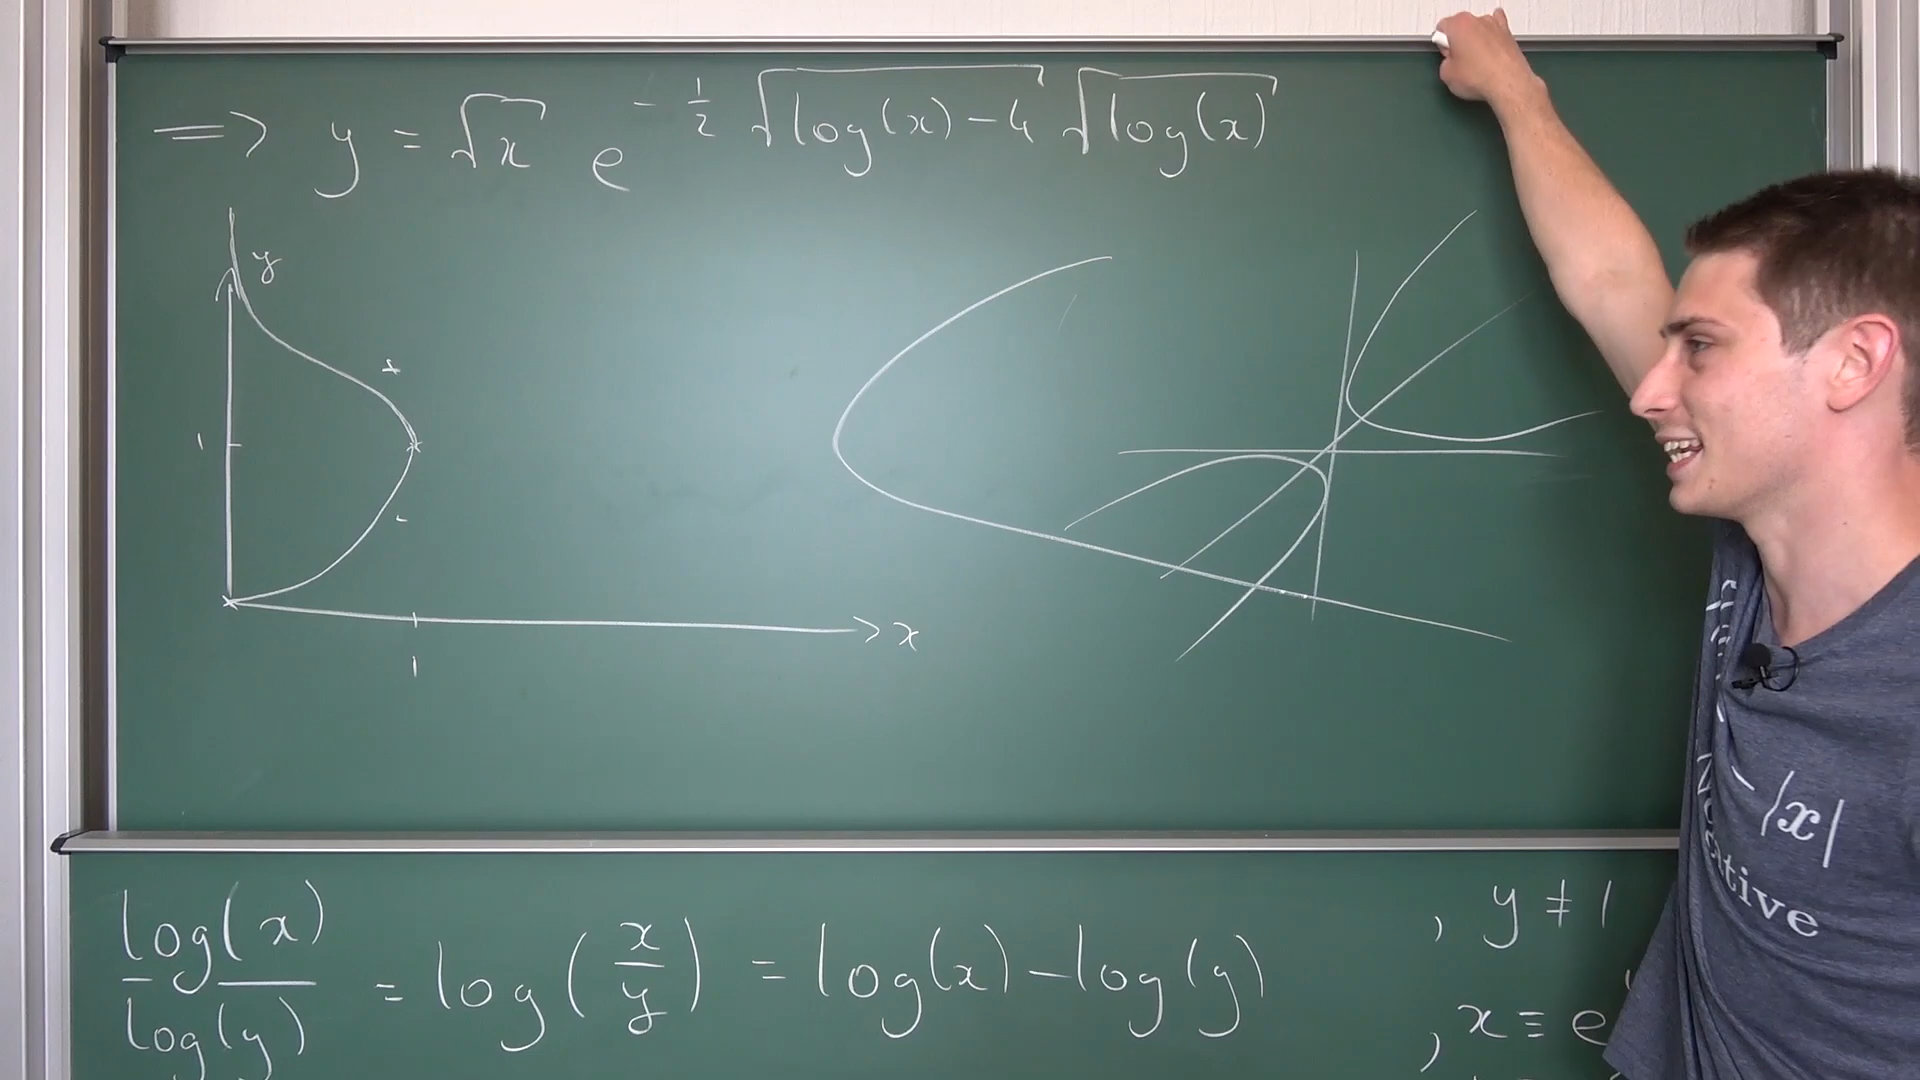 => y = √x e^(-1/2 √(log(x)-4) √(log(x)))
y
1
x
1
log(x)/log(y) = log(x/y) = log(x)-log(y) , y ≠ 1
, x ≡ e
-|x|